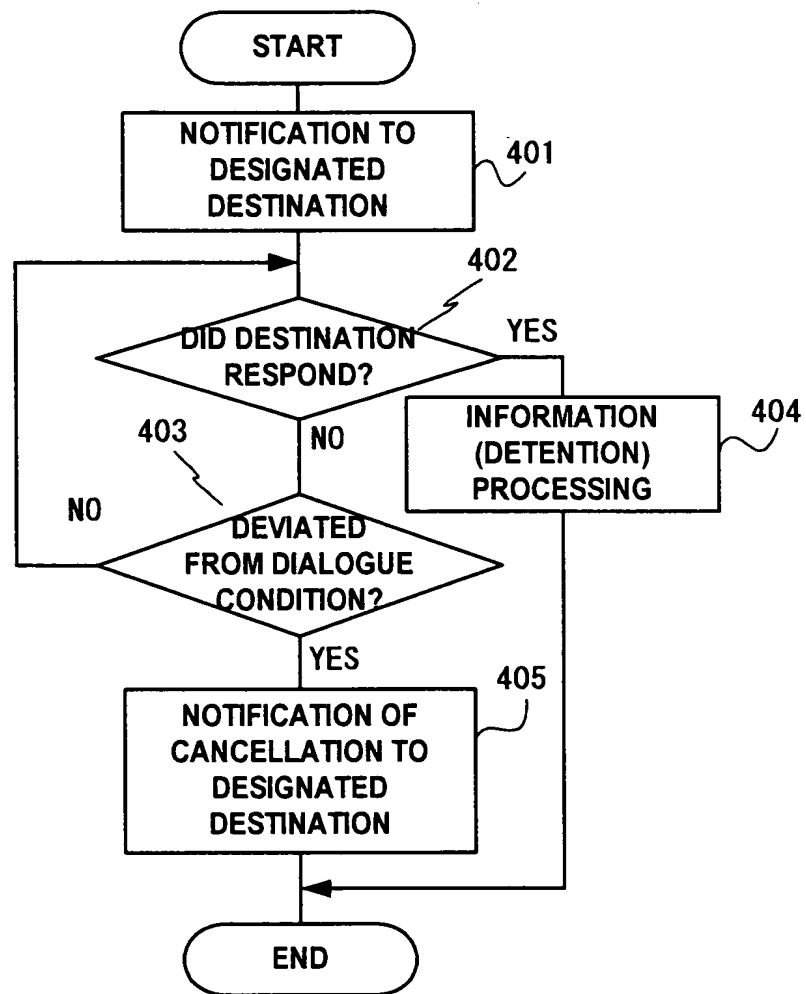 START
NOTIFICATION TO
DESIGNATED
DESTINATION
401
402
DID DESTINATION
RESPOND?
YES
INFORMATION
(DETENTION)
PROCESSING
404
NO
403
NO
DEVIATED
FROM DIALOGUE
CONDITION?
YES
405
NOTIFICATION OF
CANCELLATION TO
DESIGNATED
DESTINATION
END